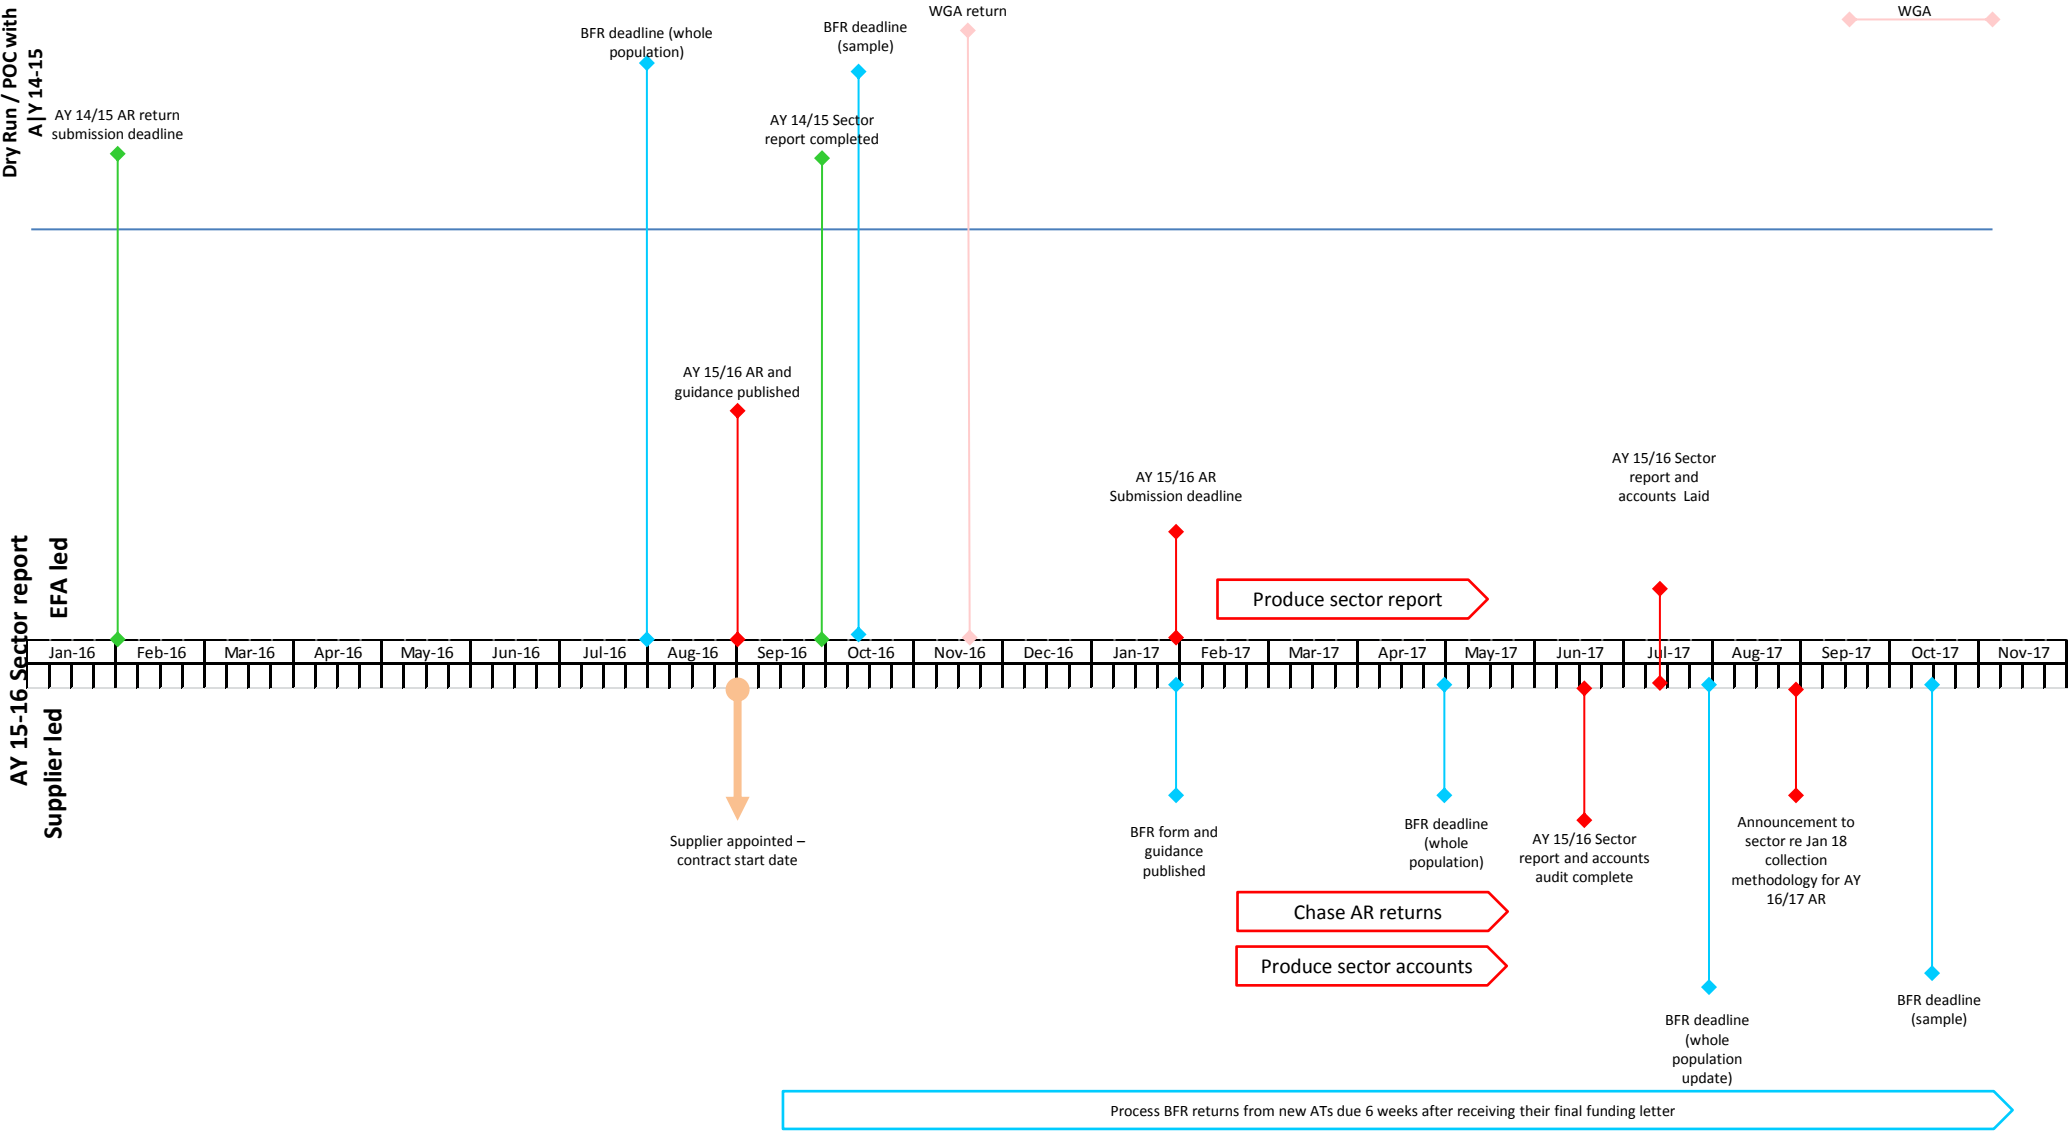 Dry Run / POC with
A|Y 14-15
WGA return
WGA
BFR deadline (whole
population)
BFR deadline
(sample)
AY 14/15 AR return
submission deadline
AY 14/15 Sector
report completed
AY 15/16 AR and
guidance published
AY 15/16 AR
Submission deadline
AY 15/16 Sector
report and
accounts Laid
AY 15-16 Sector report
EFA led
Produce sector report
Jan-16 Feb-16 Mar-16 Apr-16 May-16 Jun-16 Jul-16 Aug-16 Sep-16 Oct-16 Nov-16 Dec-16 Jan-17 Feb-17 Mar-17 Apr-17 May-17 Jun-17 Jul-17 Aug-17 Sep-17 Oct-17 Nov-17
Supplier led
Supplier appointed –
contract start date
BFR form and
guidance
published
BFR deadline
(whole
population)
AY 15/16 Sector
report and accounts
audit complete
Announcement to
sector re Jan 18
collection
methodology for AY
16/17 AR
Chase AR returns
Produce sector accounts
BFR deadline
(whole
population
update)
BFR deadline
(sample)
Process BFR returns from new ATs due 6 weeks after receiving their final funding letter